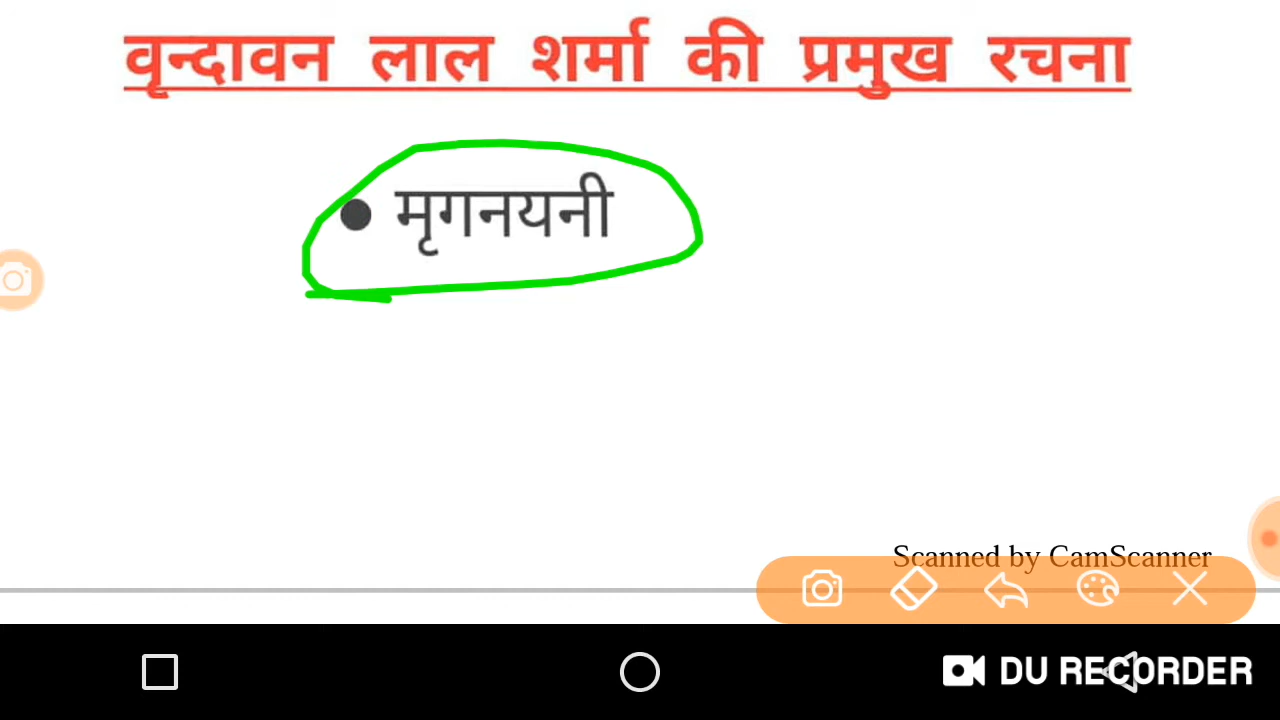 वृन्दावन लाल शर्मा की प्रमुख रचना
● मृगनयनी
Scanned by CamScanner
DU RECORDER